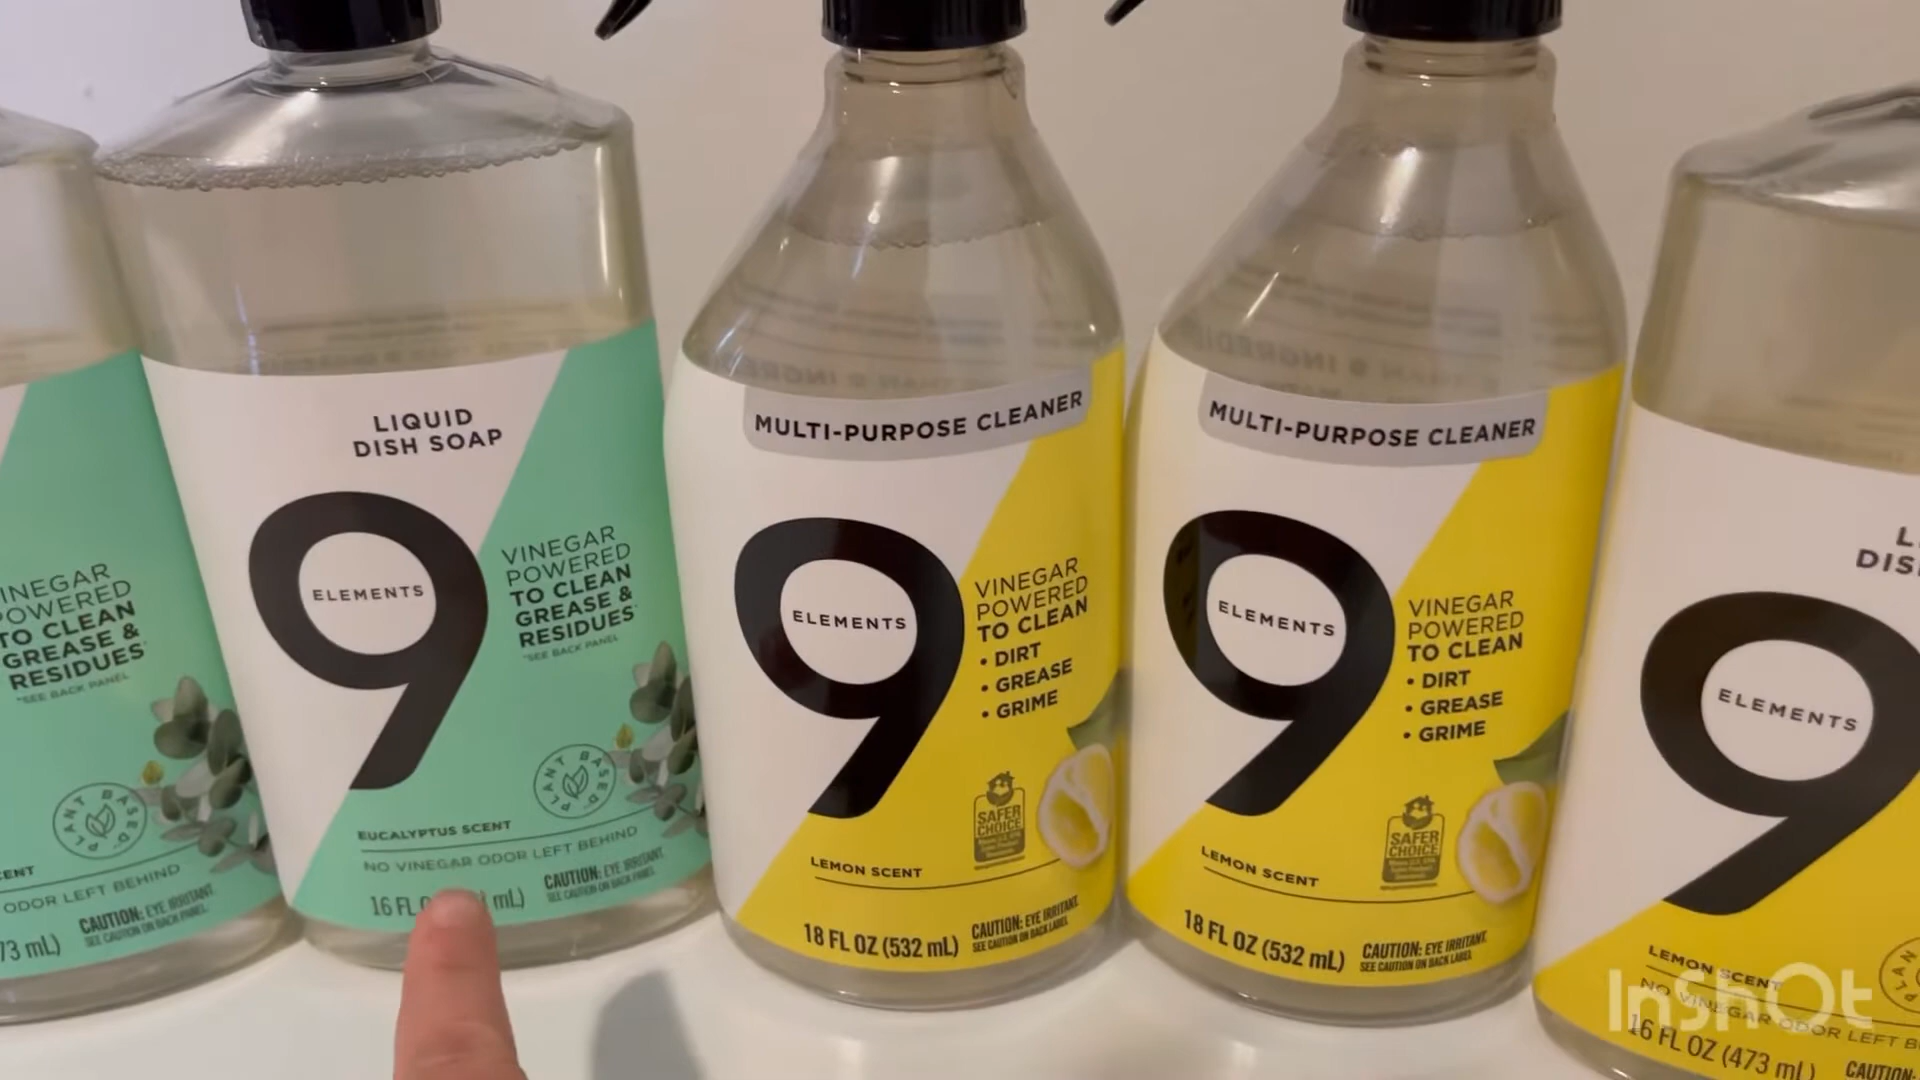 INEGAR
POWERED
TO CLEAN
GREASE &
RESIDUES*
*SEE BACK PANEL
PLANT BASED
CENT
ODOR LEFT BEHIND
73 mL)
CAUTION: EYE IRRITANT.
SEE CAUTION ON BACK PANEL.
LIQUID
DISH SOAP
9
ELEMENTS
VINEGAR
POWERED
TO CLEAN
GREASE &
RESIDUES*
*SEE BACK PANEL
PLANT BASED
EUCALYPTUS SCENT
NO VINEGAR ODOR LEFT BEHIND
16 FL mL)
CAUTION: EYE IRRITANT.
SEE CAUTION ON BACK PANEL.
MULTI-PURPOSE CLEANER
9
ELEMENTS
VINEGAR
POWERED
TO CLEAN
• DIRT
• GREASE
• GRIME
SAFER
CHOICE
LEMON SCENT
18 FL OZ (532 mL)
CAUTION: EYE IRRITANT.
SEE CAUTION ON BACK LABEL.
MULTI-PURPOSE CLEANER
9
ELEMENTS
VINEGAR
POWERED
TO CLEAN
• DIRT
• GREASE
• GRIME
SAFER
CHOICE
LEMON SCENT
18 FL OZ (532 mL)
CAUTION: EYE IRRITANT.
SEE CAUTION ON BACK LABEL.
L
DIS
9
ELEMENTS
LEMON SCENT
NO VINEGAR ODOR LEFT B
16 FL OZ (473 mL)
CAUTION:
PLAN
InShOt